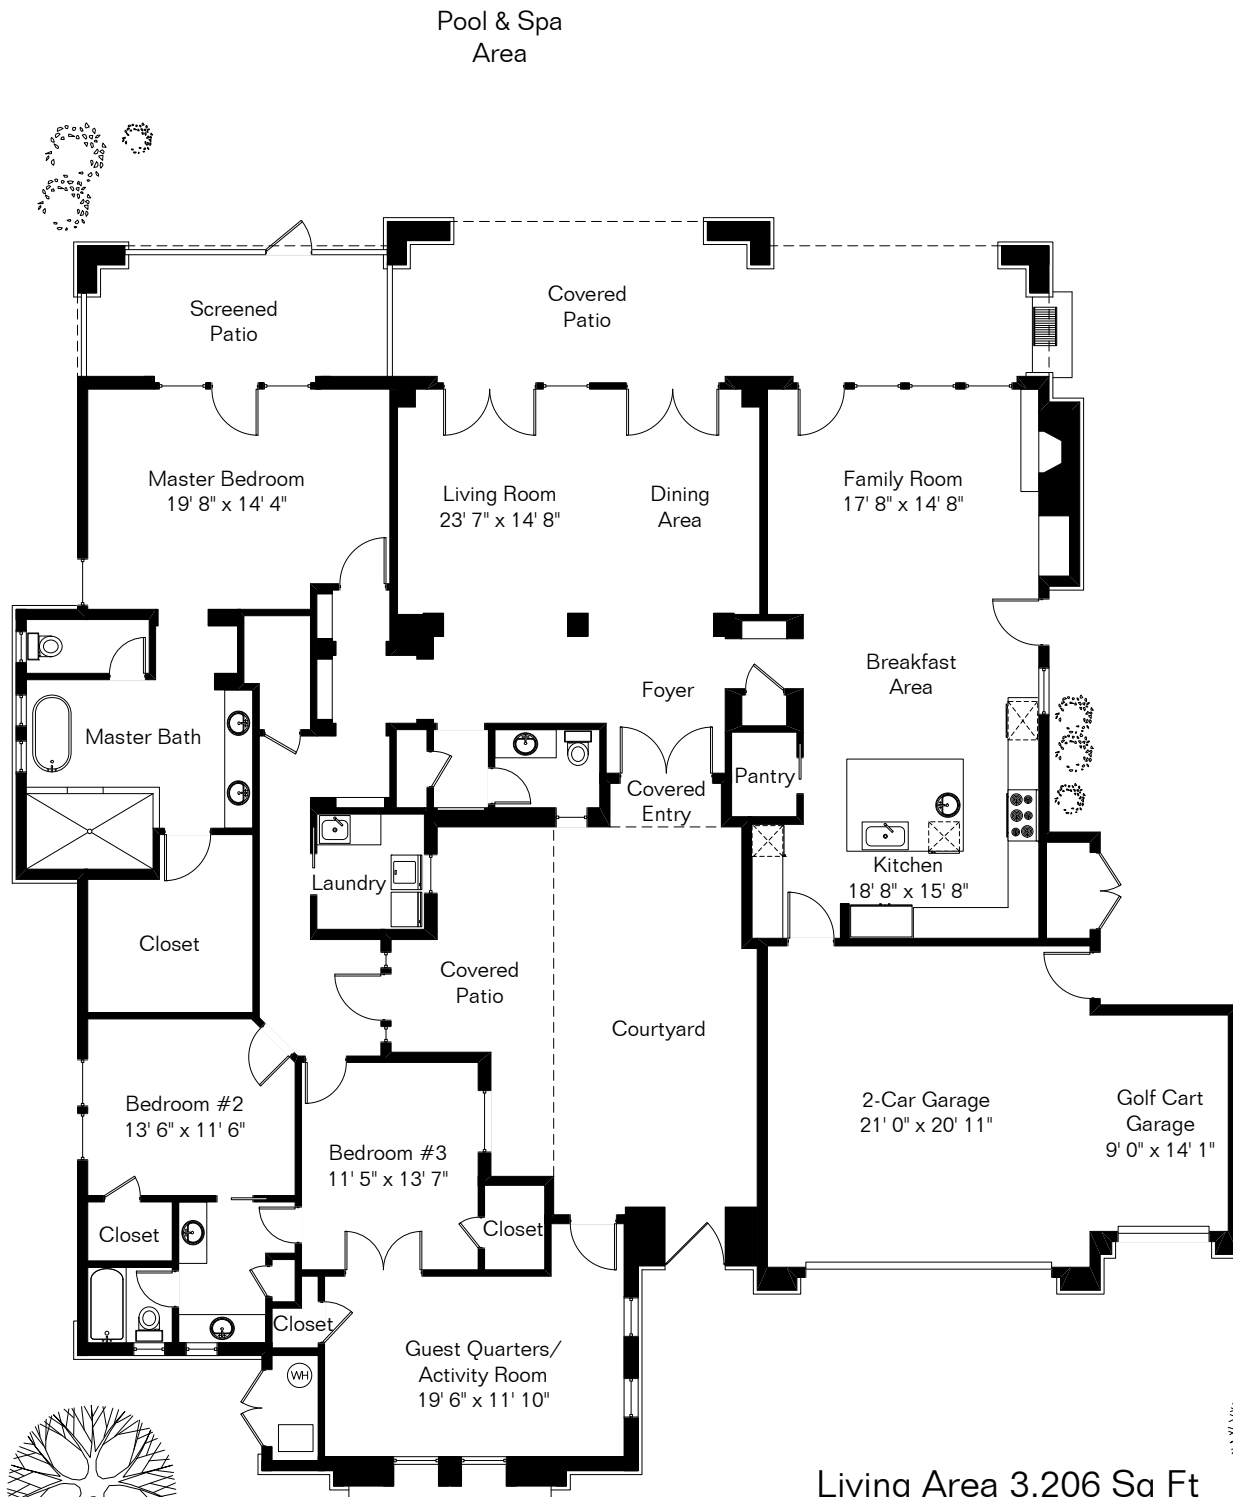 Pool & Spa
Area
Screened
Patio
Covered
Patio
Master Bedroom
19' 8" x 14' 4"
Living Room
23' 7" x 14' 8"
Dining
Area
Family Room
17' 8" x 14' 8"
Breakfast
Area
Foyer
Master Bath
Pantry
Covered
Entry
Kitchen
18' 8" x 15' 8"
Laundry
Closet
Covered
Patio
Courtyard
Bedroom #2
13' 6" x 11' 6"
2-Car Garage
21' 0" x 20' 11"
Golf Cart
Garage
9' 0" x 14' 1"
Bedroom #3
11' 5" x 13' 7"
Closet
Closet
Closet
Guest Quarters/
Activity Room
19' 6" x 11' 10"
WH
Living Area 3,206 Sq Ft